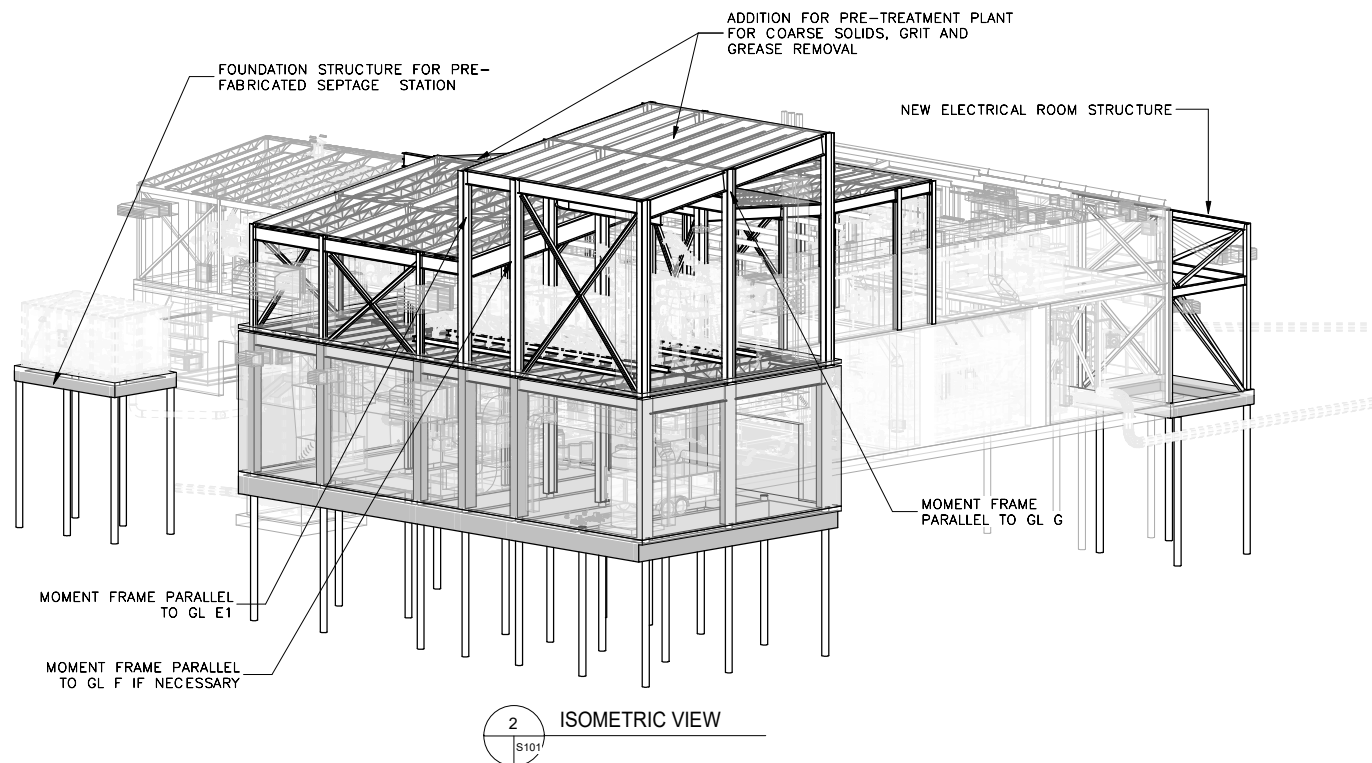 ADDITION FOR PRE-TREATMENT PLANT
FOR COARSE SOLIDS, GRIT AND
GREASE REMOVAL
FOUNDATION STRUCTURE FOR PRE-
FABRICATED SEPTAGE STATION
NEW ELECTRICAL ROOM STRUCTURE
MOMENT FRAME
PARALLEL TO GL G
MOMENT FRAME PARALLEL
TO GL E1
MOMENT FRAME PARALLEL
TO GL F IF NECESSARY
2
S101
ISOMETRIC VIEW